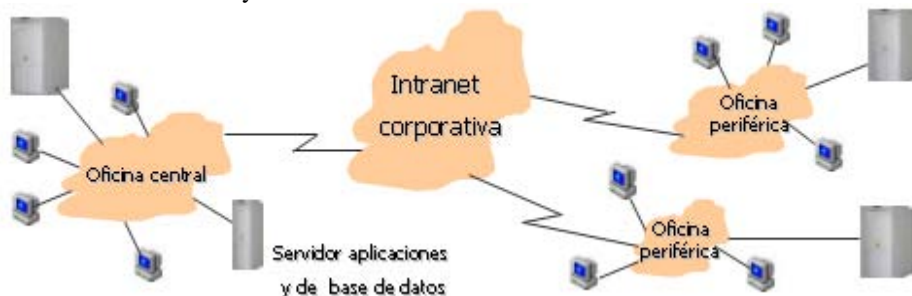 y
Intranet
corporativa
Oficina
periférica
Oficina central
Oficina
periférica
Servidor aplicaciones
y de base de datos